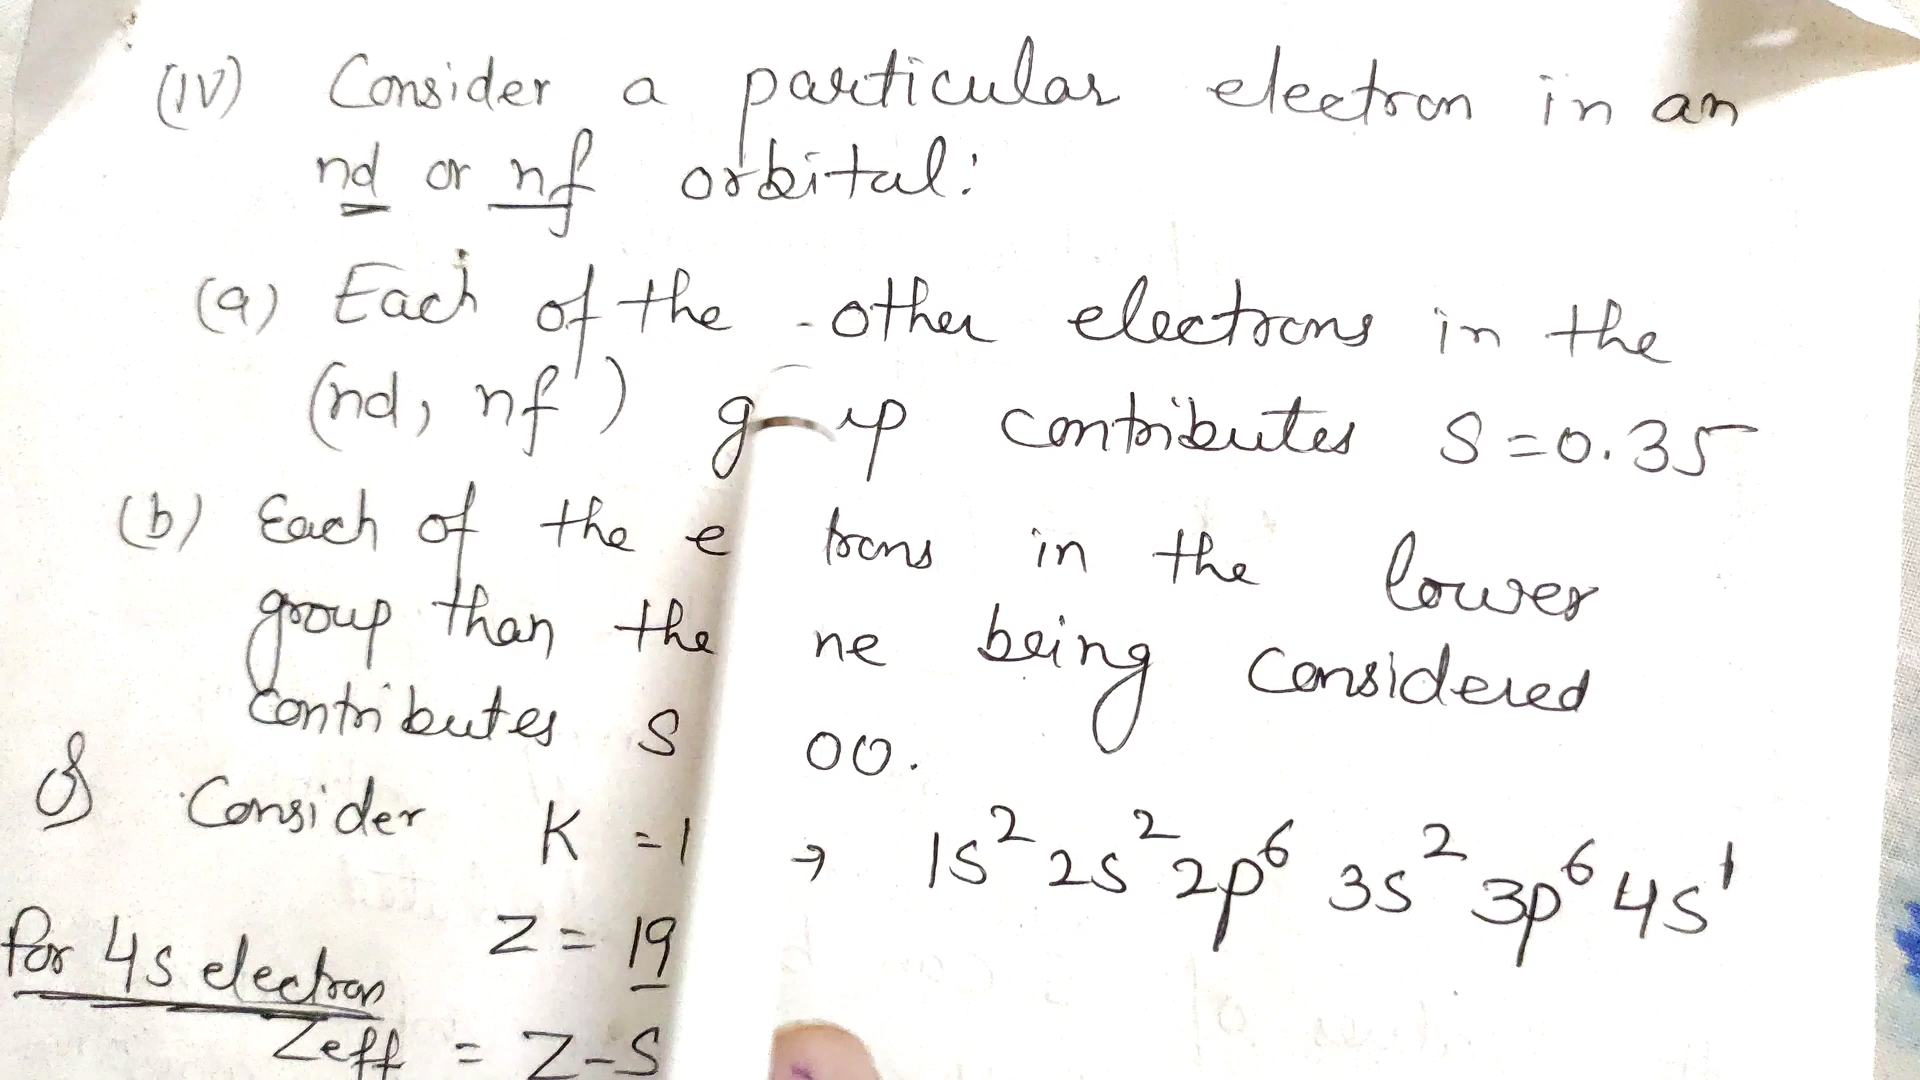 (IV) Consider a particular electron in an
nd or nf orbital:
(a) Each of the other electrons in the
(nd, nf) contributes S = 0.35
(b) Each of the e trons in the lower
group than the ne being considered
contributes S 00.
Consider K = 1 → 1s² 2s² 2p⁶ 3s² 3p⁶ 4s¹
Z = 19
for 4s electron
Zeff = Z-S